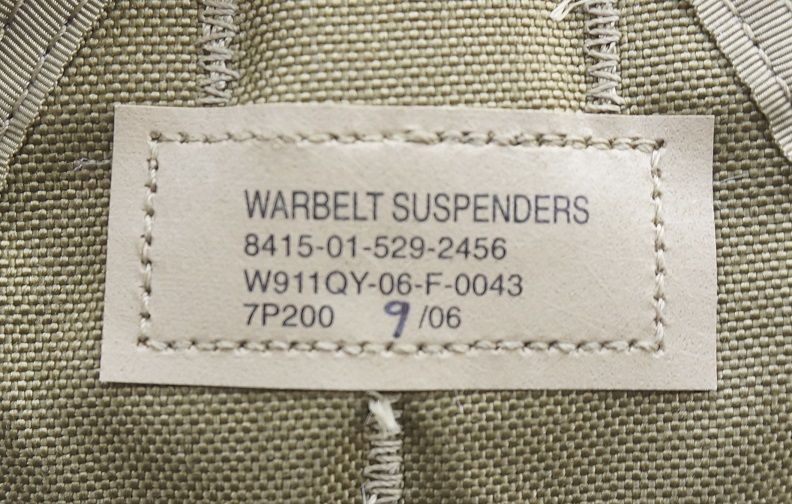 WARBELT SUSPENDERS
8415-01-529-2456
W911QY-06-F-0043
7P200 9/06